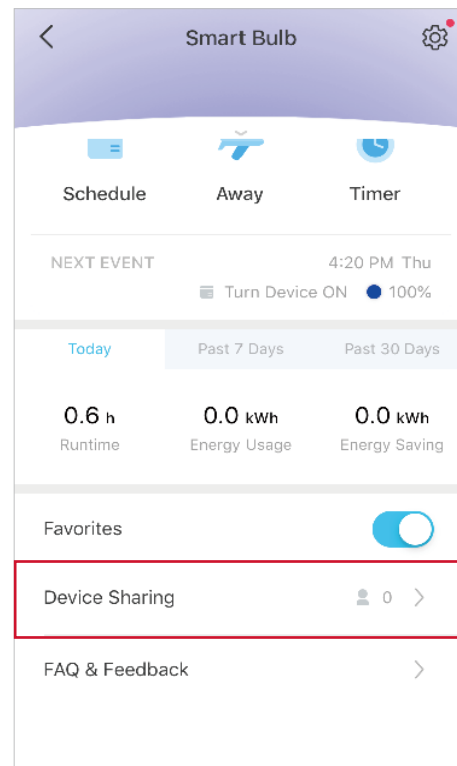 Smart Bulb
Schedule Away Timer
NEXT EVENT 4:20 PM Thu
Turn Device ON 100%
Today Past 7 Days Past 30 Days
0.6 h 0.0 kWh 0.0 kWh
Runtime Energy Usage Energy Saving
Favorites
Device Sharing 0
FAQ & Feedback